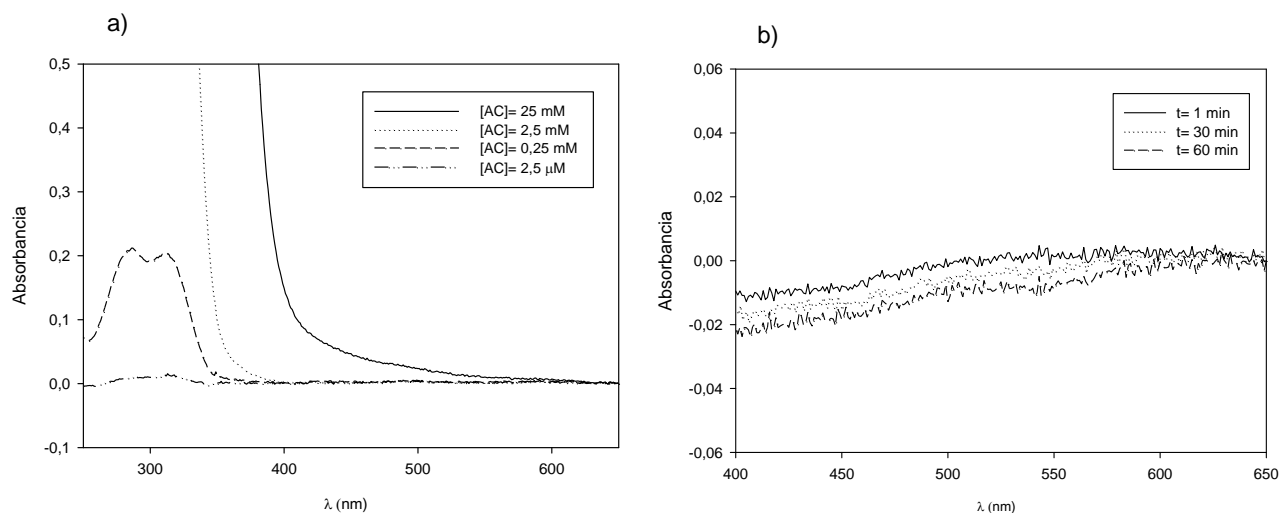 a)
0,5
0,4
0,3
0,2
0,1
0,0
-0,1
Absorbancia
300
400
500
600
λ (nm)
[AC]= 25 mM
[AC]= 2,5 mM
[AC]= 0,25 mM
[AC]= 2,5 μM
b)
0,06
0,04
0,02
0,00
-0,02
-0,04
-0,06
Absorbancia
400
450
500
550
600
650
λ (nm)
t= 1 min
t= 30 min
t= 60 min